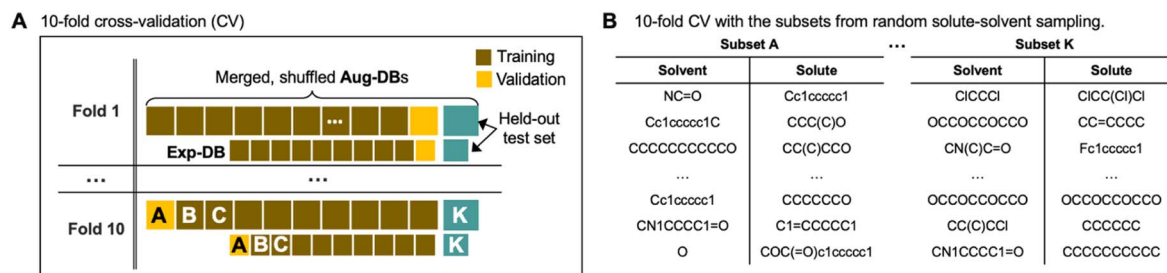 A 10-fold cross-validation (CV)
Training
Validation
Merged, shuffled Aug-DBs
Fold 1
...
Held-out
test set
Exp-DB
... ...
Fold 10
A B C K
A B C K
B 10-fold CV with the subsets from random solute-solvent sampling.
Subset A ... Subset K
Solvent Solute Solvent Solute
NC=O Cc1ccccc1 ClCCCl ClCC(Cl)Cl
Cc1ccccc1C CCC(C)O OCCOCCOCCO CC=CCCC
CCCCCCCCCCO CC(C)CCO CN(C)C=O Fc1ccccc1
... ... ... ...
Cc1ccccc1 CCCCCCO OCCOCCOCCO OCCOCCOCCO
CN1CCCC1=O C1=CCCCC1 CC(C)CCl CCCCCC
O COC(=O)c1ccccc1 CN1CCCC1=O CCCCCCCCCC